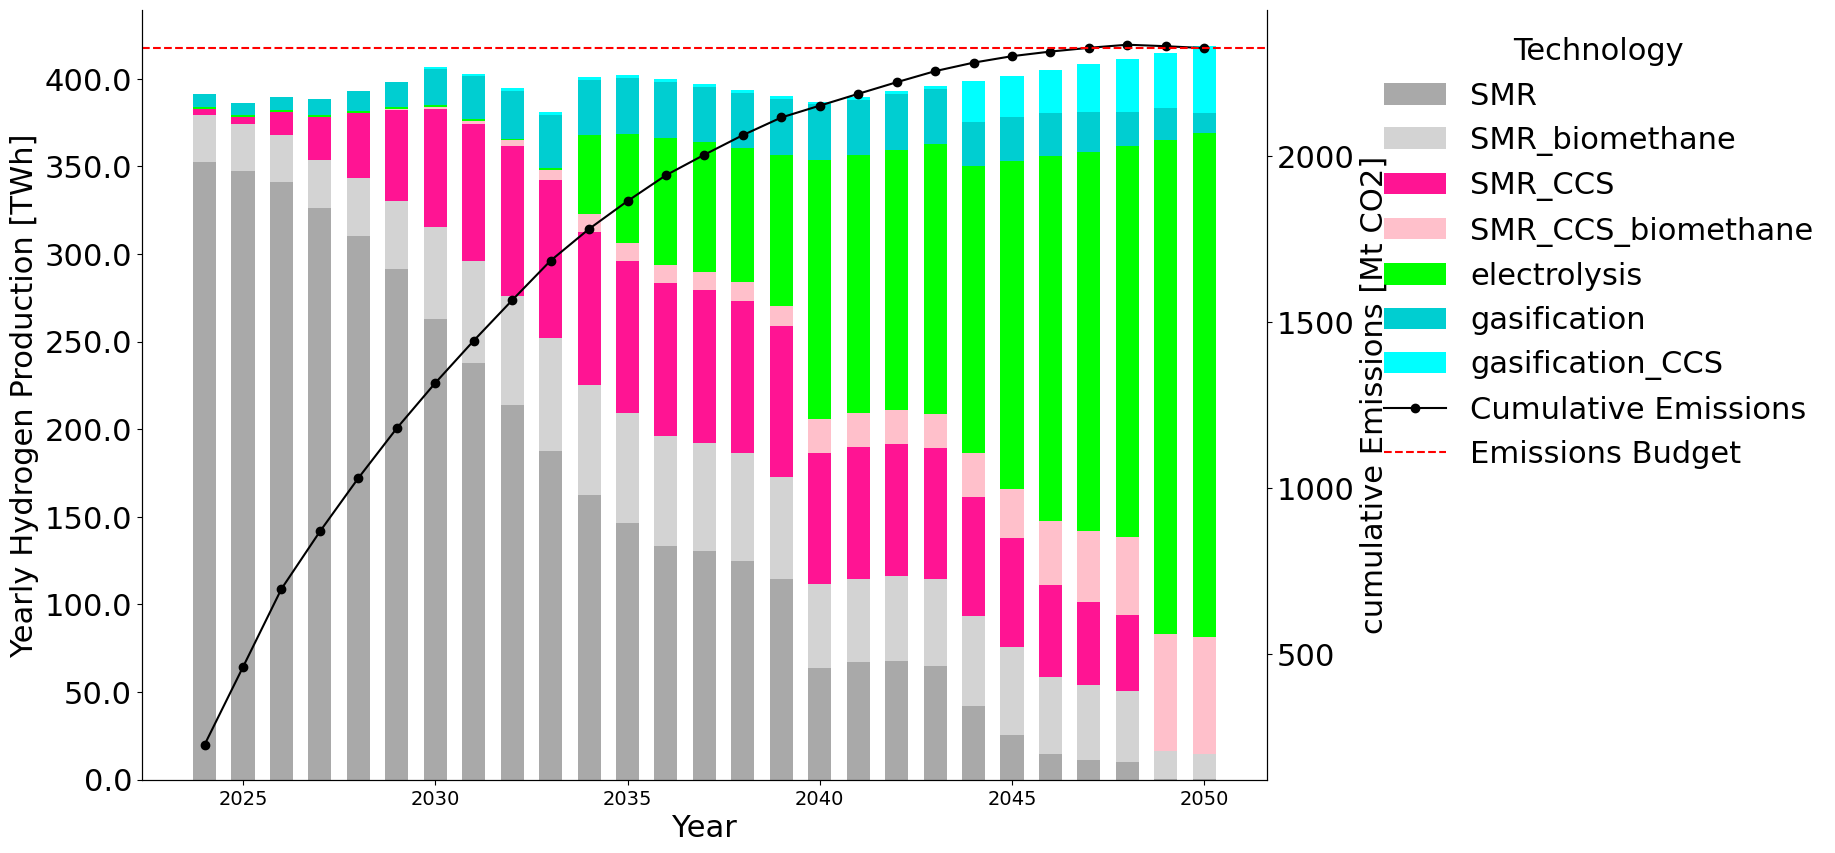 Yearly Hydrogen Production [TWh]
400.0
350.0
300.0
250.0
200.0
150.0
100.0
50.0
0.0
2025
2030
2035
2040
2045
2050
Year
2000
1500
1000
500
cumulative Emissions [Mt CO2]
Technology
SMR
SMR_biomethane
SMR_CCS
SMR_CCS_biomethane
electrolysis
gasification
gasification_CCS
Cumulative Emissions
Emissions Budget